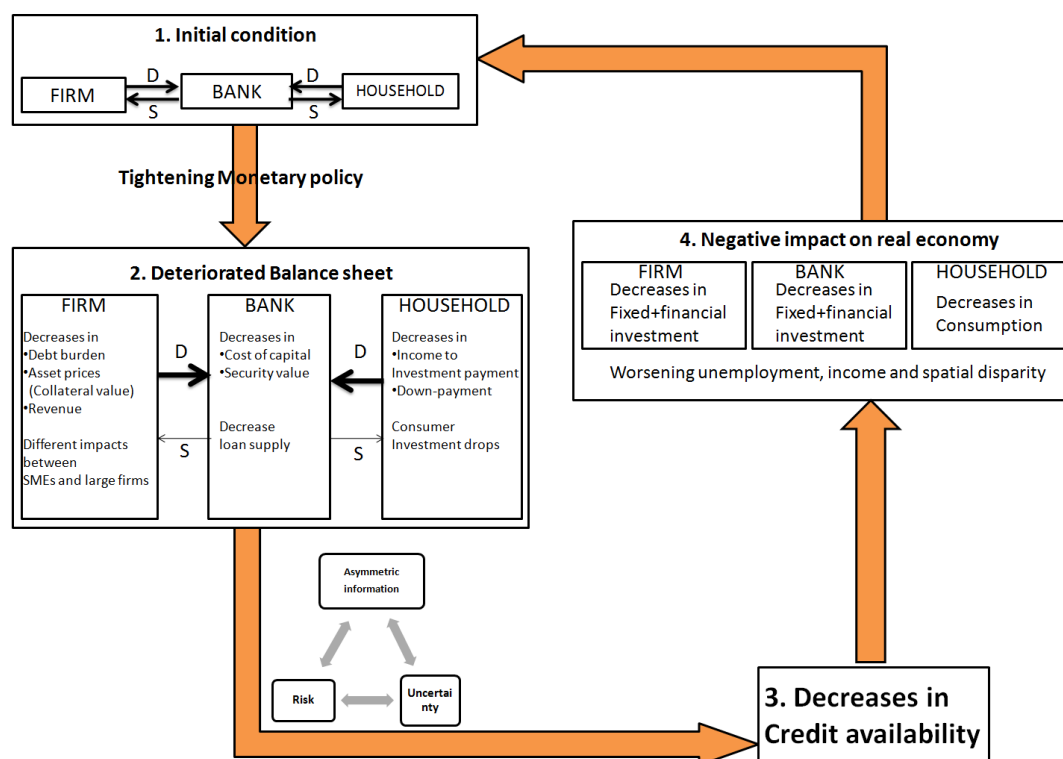 1. Initial condition
FIRM
D
S
BANK
D
S
HOUSEHOLD
Tightening Monetary policy
2. Deteriorated Balance sheet
FIRM
Decreases in
•Debt burden
•Asset prices
(Collateral value)
•Revenue
Different impacts
between
SMEs and large firms
D
S
BANK
Decreases in
•Cost of capital
•Security value
Decrease
loan supply
D
S
HOUSEHOLD
Decreases in
•Income to
Investment payment
•Down-payment
Consumer
Investment drops
Asymmetric
information
Risk
Uncertai
nty
3. Decreases in
Credit availability
4. Negative impact on real economy
FIRM
Decreases in
Fixed+financial
investment
BANK
Decreases in
Fixed+financial
investment
HOUSEHOLD
Decreases in
Consumption
Worsening unemployment, income and spatial disparity